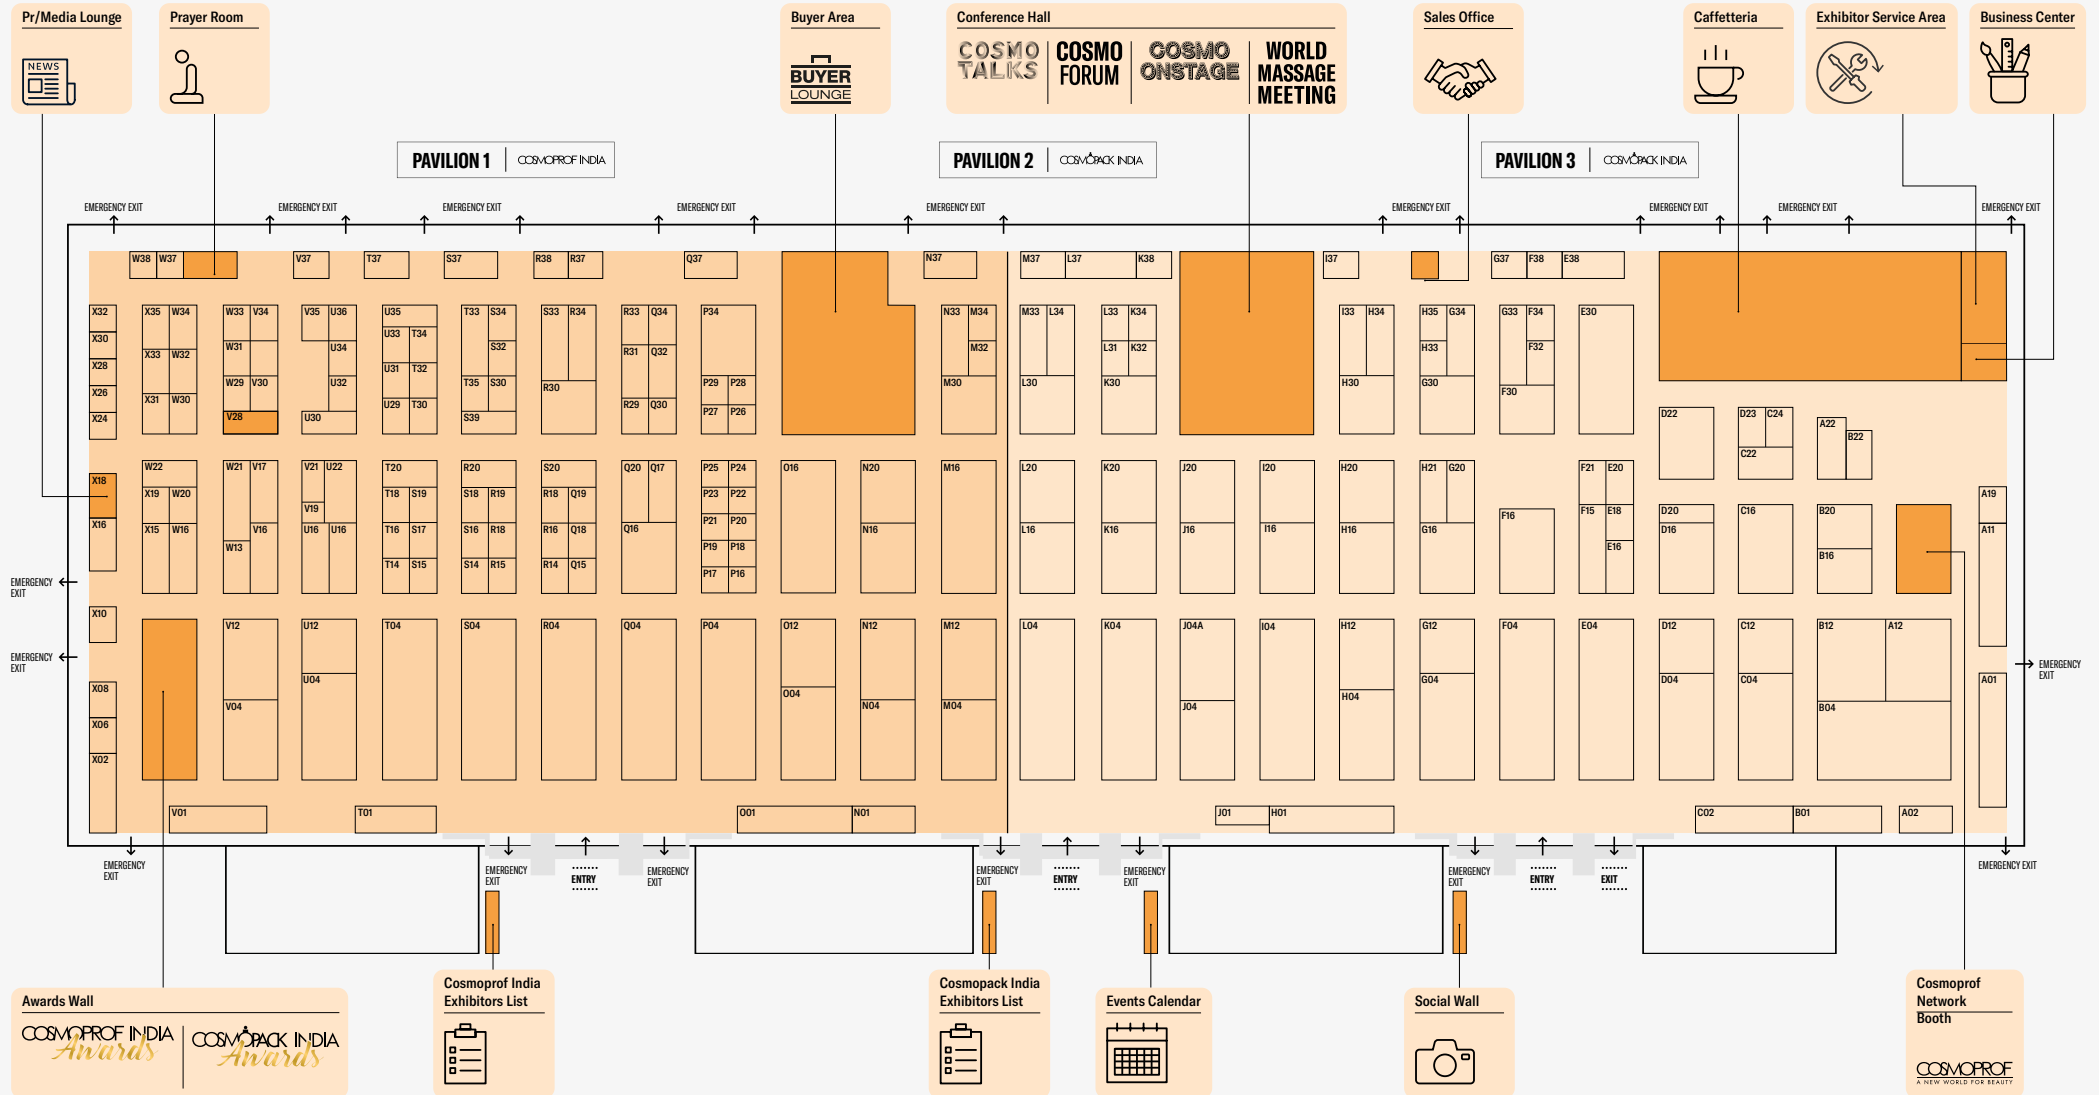 Pr/Media Lounge
NEWS
Prayer Room
Buyer Area
BUYER
LOUNGE
Conference Hall
COSMO
TALKS
COSMO
FORUM
COSMO
ONSTAGE
WORLD
MASSAGE
MEETING
Sales Office
Caffetteria
Exhibitor Service Area
Business Center
PAVILION 1 COSMOPROF INDIA
PAVILION 2 COSMOPACK INDIA
PAVILION 3 COSMOPACK INDIA
EMERGENCY EXIT EMERGENCY EXIT EMERGENCY EXIT EMERGENCY EXIT EMERGENCY EXIT EMERGENCY EXIT EMERGENCY EXIT EMERGENCY EXIT EMERGENCY EXIT
W38 W37 V37 T37 S37 R38 R37 Q37 N37 M37 L37 K38 I37 G37 F38 E38
X32 X35 W34 W33 V34 V35 U36 U35 T33 S34 S33 R34 R33 Q34 P34 N33 M34 M33 L34 L33 K34 I33 H34 H35 G34 G33 F34 E30
X30 U33 T34
X33 W32 W31 U34 S32 R31 Q32 M32 L31 K32 H33 F32
X28 U31 T32
X26 W29 V30 U32 T35 S30 R30 P29 P28 M30 L30 K30 H30 G30 F30
X31 W30 U29 T30 R29 Q30
X24 V28 U30 S39 P27 P26 D22 D23 C24 A22
B22
C22
X18 W22 W21 V17 V21 U22 T20 R20 S20 Q20 Q17 P25 P24 O16 N20 M16 L20 K20 J20 I20 H20 H21 G20 F21 E20
X19 W20 T18 S19 S18 R19 R18 Q19 P23 P22 A19
V19 F16 F15 E18 D20 C16 B20
X16 X15 W16 V16 U16 U16 T16 S17 S16 R18 R16 Q18 Q16 P21 P20 N16 L16 K16 J16 I16 H16 G16 D16 A11
W13 P19 P18 E16 B16
T14 S15 S14 R15 R14 Q15 P17 P16
EMERGENCY
EXIT
X10
V12 U12 T04 S04 R04 Q04 P04 O12 N12 M12 L04 K04 J04A I04 H12 G12 F04 E04 D12 C12 B12 A12
EMERGENCY
EXIT
EMERGENCY
EXIT
X08 U04 O04 H04 G04 D04 C04 A01
X06 V04 N04 M04 J04 B04
X02
V01 T01 O01 N01 J01 H01 C02 B01 A02
EMERGENCY
EXIT
EMERGENCY
EXIT
ENTRY
EMERGENCY
EXIT
EMERGENCY
EXIT
ENTRY
EMERGENCY
EXIT
EMERGENCY
EXIT
ENTRY
EXIT
EMERGENCY EXIT
Awards Wall
COSMOPROF INDIA
Awards
COSMOPACK INDIA
Awards
Cosmoprof India
Exhibitors List
Cosmopack India
Exhibitors List
Events Calendar
Social Wall
Cosmoprof
Network
Booth
COSMOPROF
A NEW WORLD FOR BEAUTY